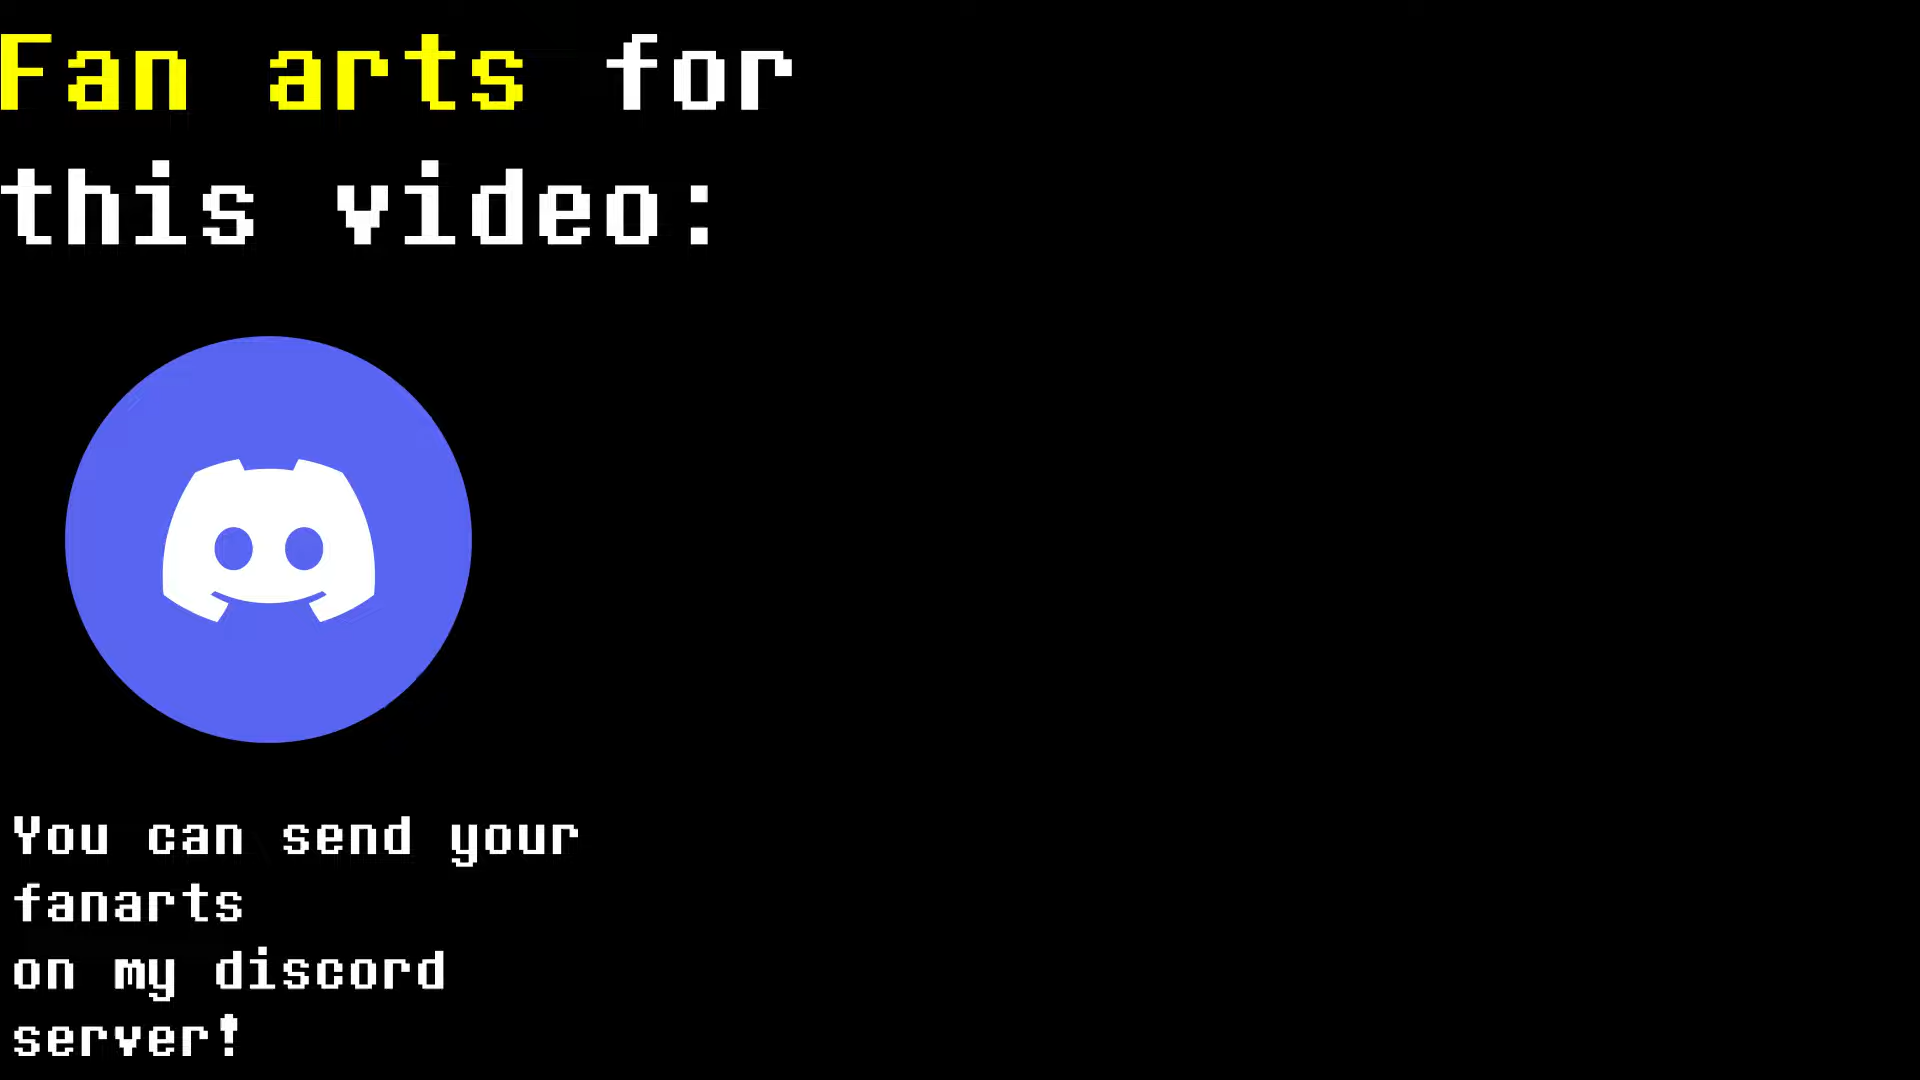 Fan arts for
this video:
You can send your
fanarts
on my discord
server!